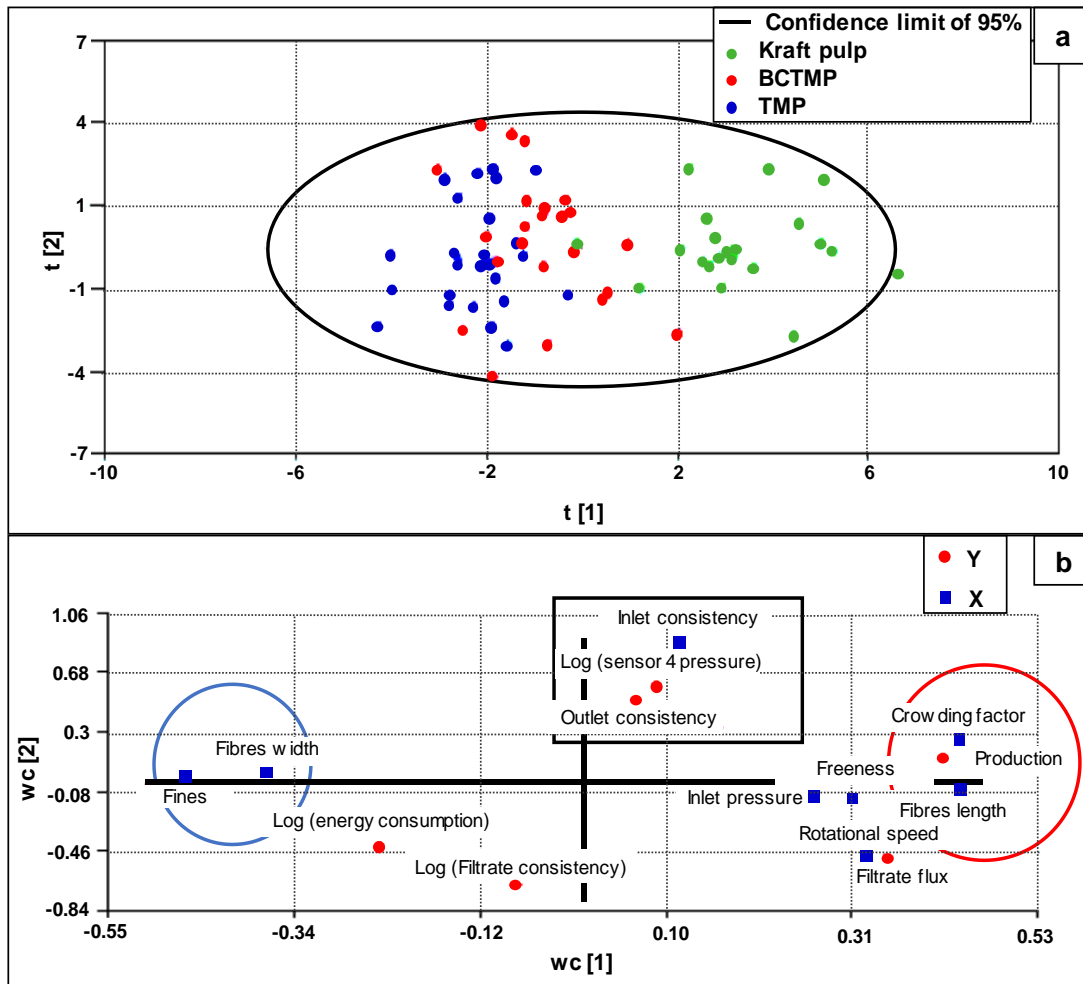 Confidence limit of 95%
Kraft pulp
BCTMP
TMP
a
7
4
1
-1
-4
-7
t [2]
-10
-6
-2
2
6
10
t [1]
Y
X
b
1.06
0.68
0.3
-0.08
-0.46
-0.84
wc [2]
Inlet consistency
Log (sensor 4 pressure)
Outlet consistency
Crowding factor
Fibres width
Production
Freeness
Fines
Inlet pressure
Fibres length
Log (energy consumption)
Rotational speed
Log (Filtrate consistency)
Filtrate flux
-0.55
-0.34
-0.12
0.10
0.31
0.53
wc [1]